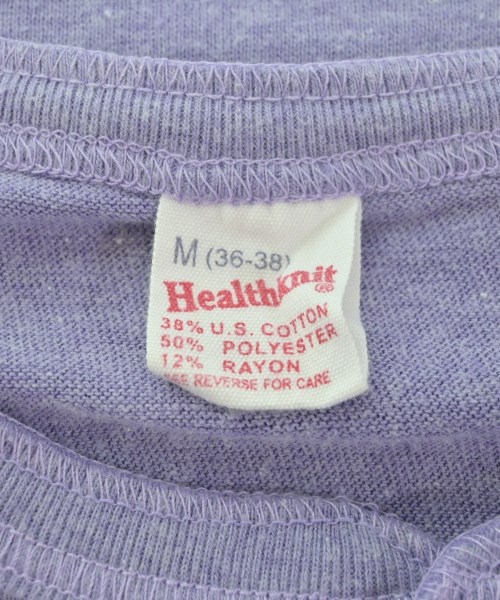 M (36-38)
Healthknit®
38% U.S. COTTON
50% POLYESTER
12% RAYON
SEE REVERSE FOR CARE